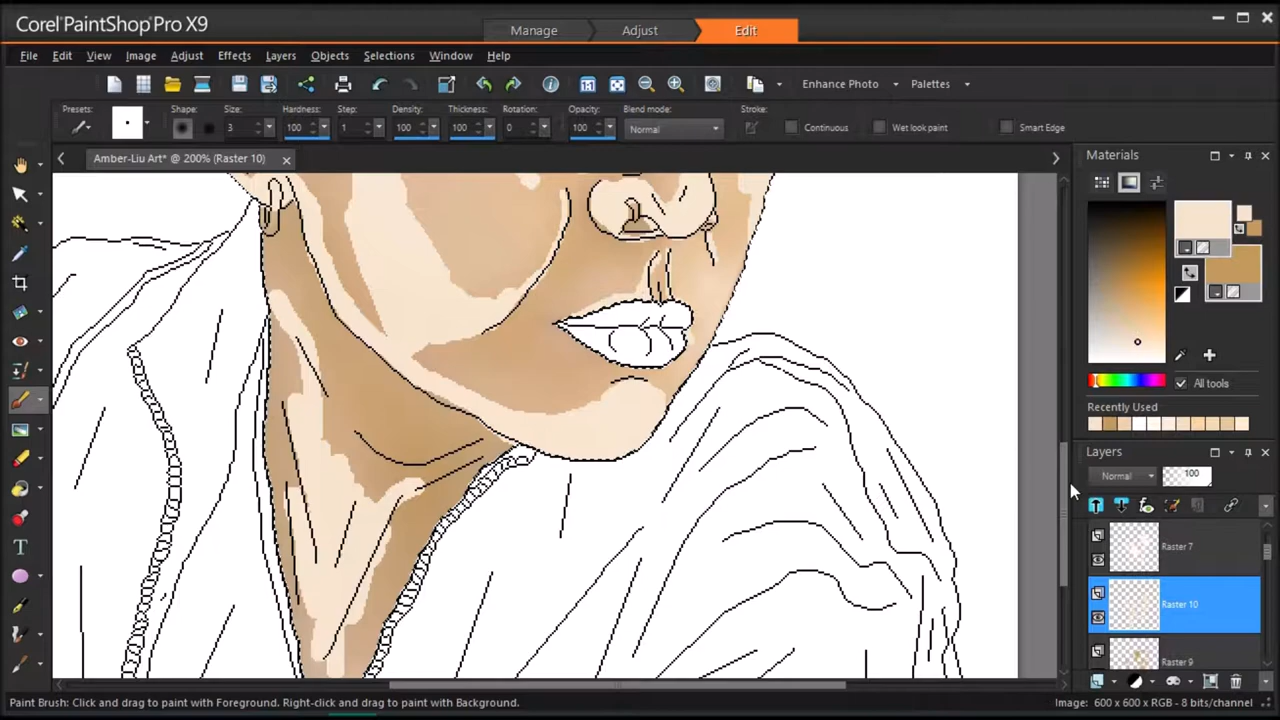 Corel PaintShop Pro X9
Manage Adjust Edit
File Edit View Image Adjust Effects Layers Objects Selections Window Help
Enhance Photo Palettes
Presets: Shape: Size: Hardness: Step: Density: Thickness: Rotation: Opacity: Blend mode: Stroke:
3 100 1 100 100 0 100 Normal Continuous Wet look paint Smart Edge
Amber-Liu Art* @ 200% (Raster 10)
Materials
All tools
Recently Used
Layers
Normal 100
Raster 7
Raster 10
Raster 9
Paint Brush: Click and drag to paint with Foreground. Right-click and drag to paint with Background.
Image: 600 x 600 x RGB - 8 bits/channel